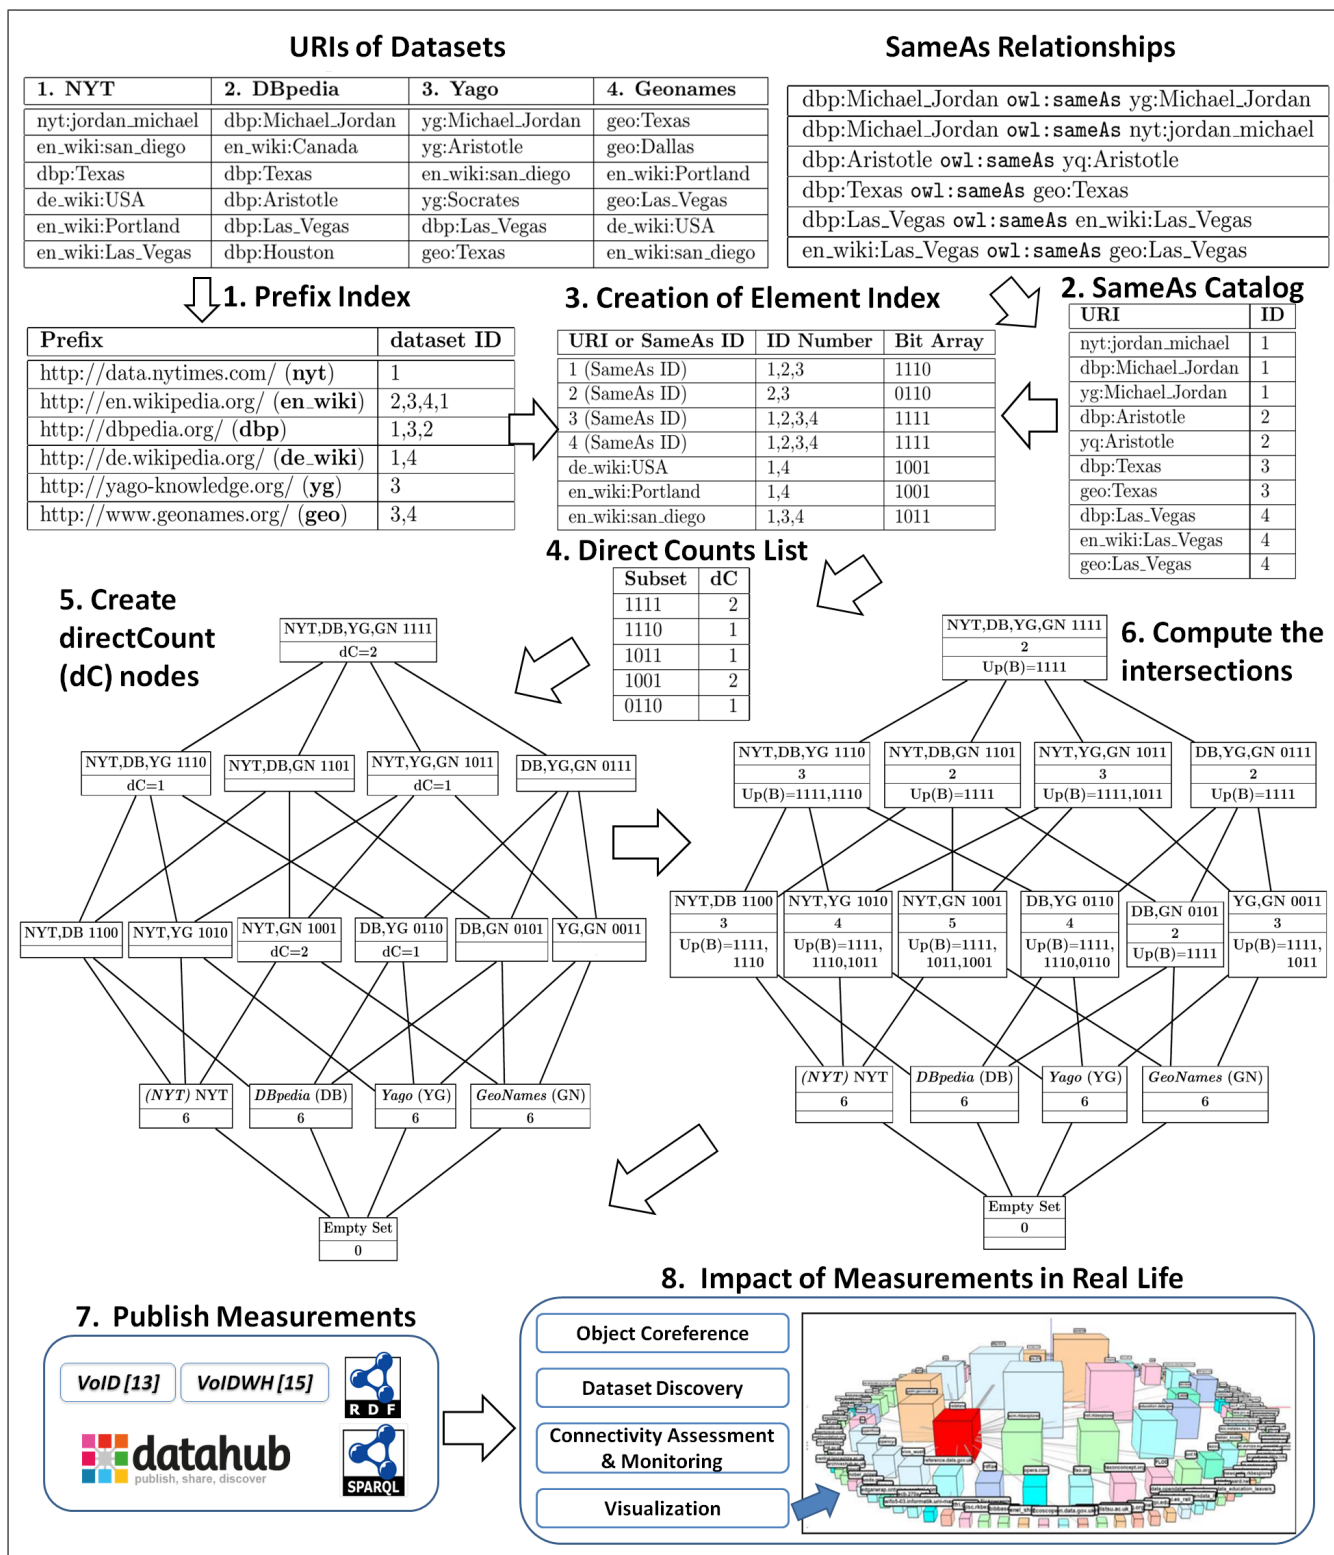 URIs of Datasets
SameAs Relationships
1. NYT 2. DBpedia 3. Yago 4. Geonames
nyt:jordan_michael dbp:Michael_Jordan yg:Michael_Jordan geo:Texas
en_wiki:san_diego en_wiki:Canada yg:Aristotle geo:Dallas
dbp:Texas dbp:Texas en_wiki:san_diego en_wiki:Portland
de_wiki:USA dbp:Aristotle yg:Socrates geo:Las_Vegas
en_wiki:Portland dbp:Las_Vegas dbp:Las_Vegas de_wiki:USA
en_wiki:Las_Vegas dbp:Houston geo:Texas en_wiki:san_diego
dbp:Michael_Jordan owl:sameAs yg:Michael_Jordan
dbp:Michael_Jordan owl:sameAs nyt:jordan_michael
dbp:Aristotle owl:sameAs yq:Aristotle
dbp:Texas owl:sameAs geo:Texas
dbp:Las_Vegas owl:sameAs en_wiki:Las_Vegas
en_wiki:Las_Vegas owl:sameAs geo:Las_Vegas
1. Prefix Index
Prefix dataset ID
http://data.nytimes.com/ (nyt) 1
http://en.wikipedia.org/ (en_wiki) 2,3,4,1
http://dbpedia.org/ (dbp) 1,3,2
http://de.wikipedia.org/ (de_wiki) 1,4
http://yago-knowledge.org/ (yg) 3
http://www.geonames.org/ (geo) 3,4
3. Creation of Element Index
URI or SameAs ID ID Number Bit Array
1 (SameAs ID) 1,2,3 1110
2 (SameAs ID) 2,3 0110
3 (SameAs ID) 1,2,3,4 1111
4 (SameAs ID) 1,2,3,4 1111
de_wiki:USA 1,4 1001
en_wiki:Portland 1,4 1001
en_wiki:san_diego 1,3,4 1011
2. SameAs Catalog
URI ID
nyt:jordan_michael 1
dbp:Michael_Jordan 1
yg:Michael_Jordan 1
dbp:Aristotle 2
yq:Aristotle 2
dbp:Texas 3
geo:Texas 3
dbp:Las_Vegas 4
en_wiki:Las_Vegas 4
geo:Las_Vegas 4
4. Direct Counts List
Subset dC
1111 2
1110 1
1011 1
1001 2
0110 1
5. Create
directCount
(dC) nodes
NYT,DB,YG,GN 1111
dC=2
NYT,DB,YG 1110
dC=1
NYT,DB,GN 1101
NYT,YG,GN 1011
dC=1
DB,YG,GN 0111
NYT,DB 1100
NYT,YG 1010
NYT,GN 1001
dC=2
DB,YG 0110
dC=1
DB,GN 0101
YG,GN 0011
(NYT) NYT
6
DBpedia (DB)
6
Yago (YG)
6
GeoNames (GN)
6
Empty Set
0
6. Compute the
intersections
NYT,DB,YG,GN 1111
2
Up(B)=1111
NYT,DB,YG 1110
3
Up(B)=1111,1110
NYT,DB,GN 1101
2
Up(B)=1111
NYT,YG,GN 1011
3
Up(B)=1111,1011
DB,YG,GN 0111
2
Up(B)=1111
NYT,DB 1100
3
Up(B)=1111,
1110
NYT,YG 1010
4
Up(B)=1111,
1110,1011
NYT,GN 1001
5
Up(B)=1111,
1011,1001
DB,YG 0110
4
Up(B)=1111,
1110,0110
DB,GN 0101
2
Up(B)=1111
YG,GN 0011
3
Up(B)=1111,
1011
(NYT) NYT
6
DBpedia (DB)
6
Yago (YG)
6
GeoNames (GN)
6
Empty Set
0
7. Publish Measurements
VoID [13] VoIDWH [15]
RDF
datahub
publish, share, discover
SPARQL
8. Impact of Measurements in Real Life
Object Coreference
Dataset Discovery
Connectivity Assessment
& Monitoring
Visualization
reference.data.gov.uk